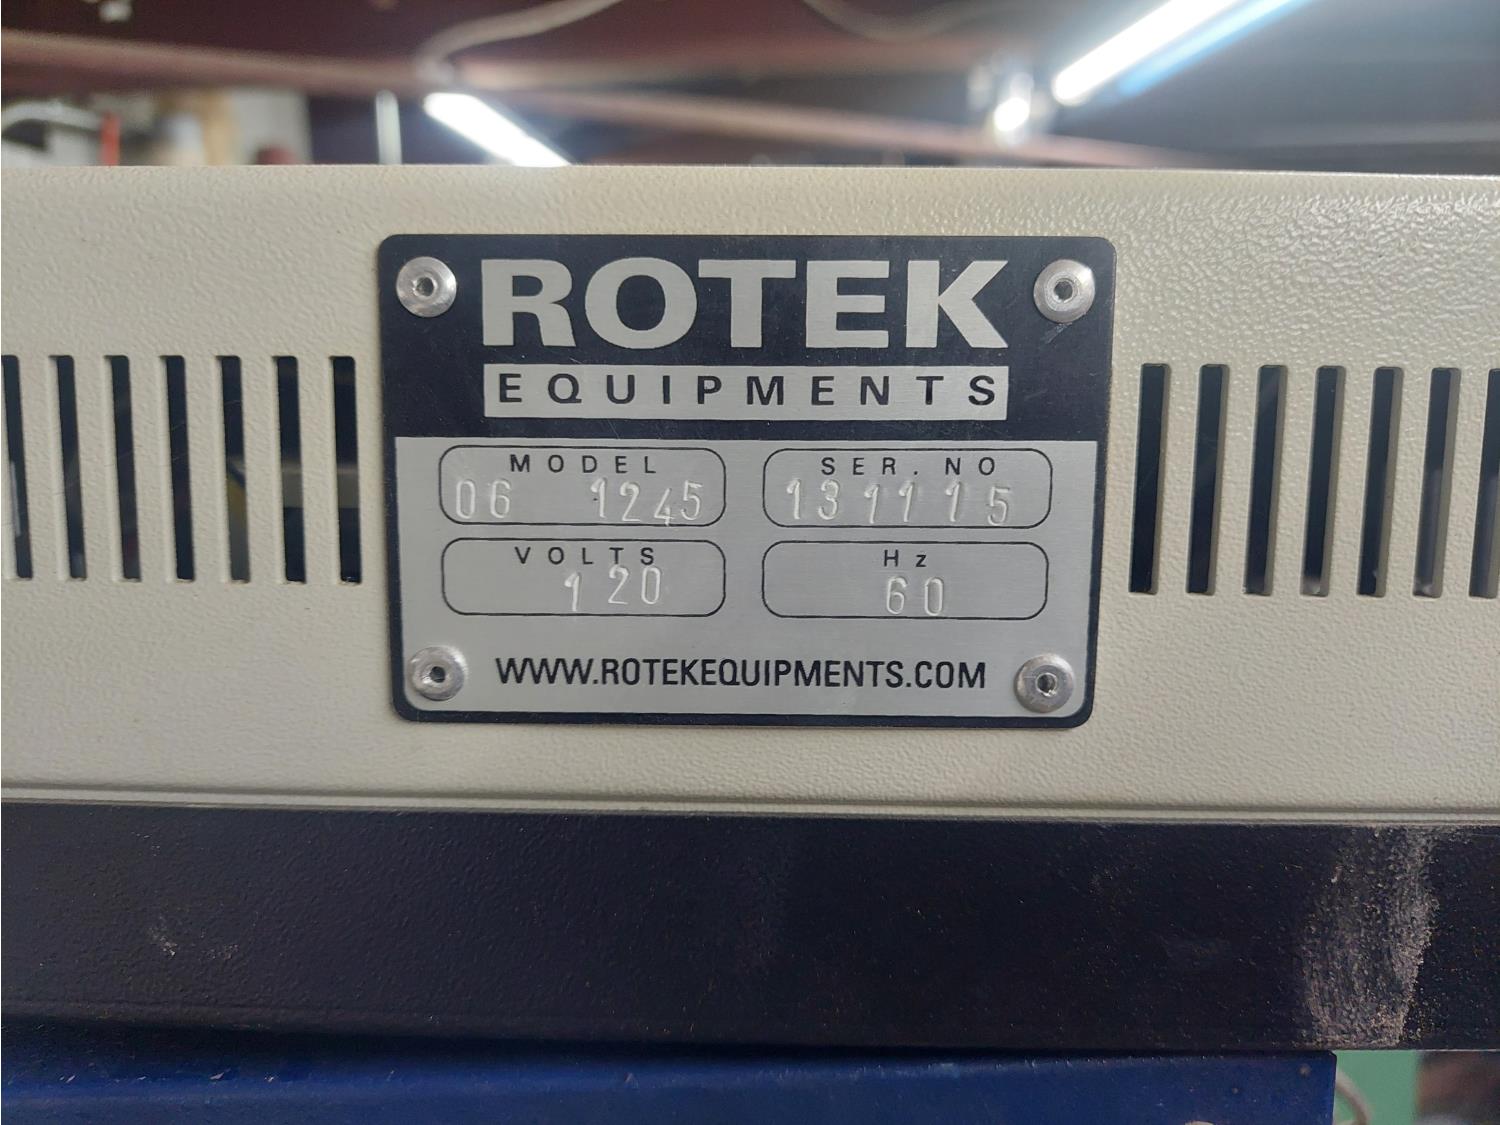 ROTEK
EQUIPMENTS
MODEL
06 1245
SER. NO
131115
VOLTS
120
Hz
60
WWW.ROTEKEQUIPMENTS.COM